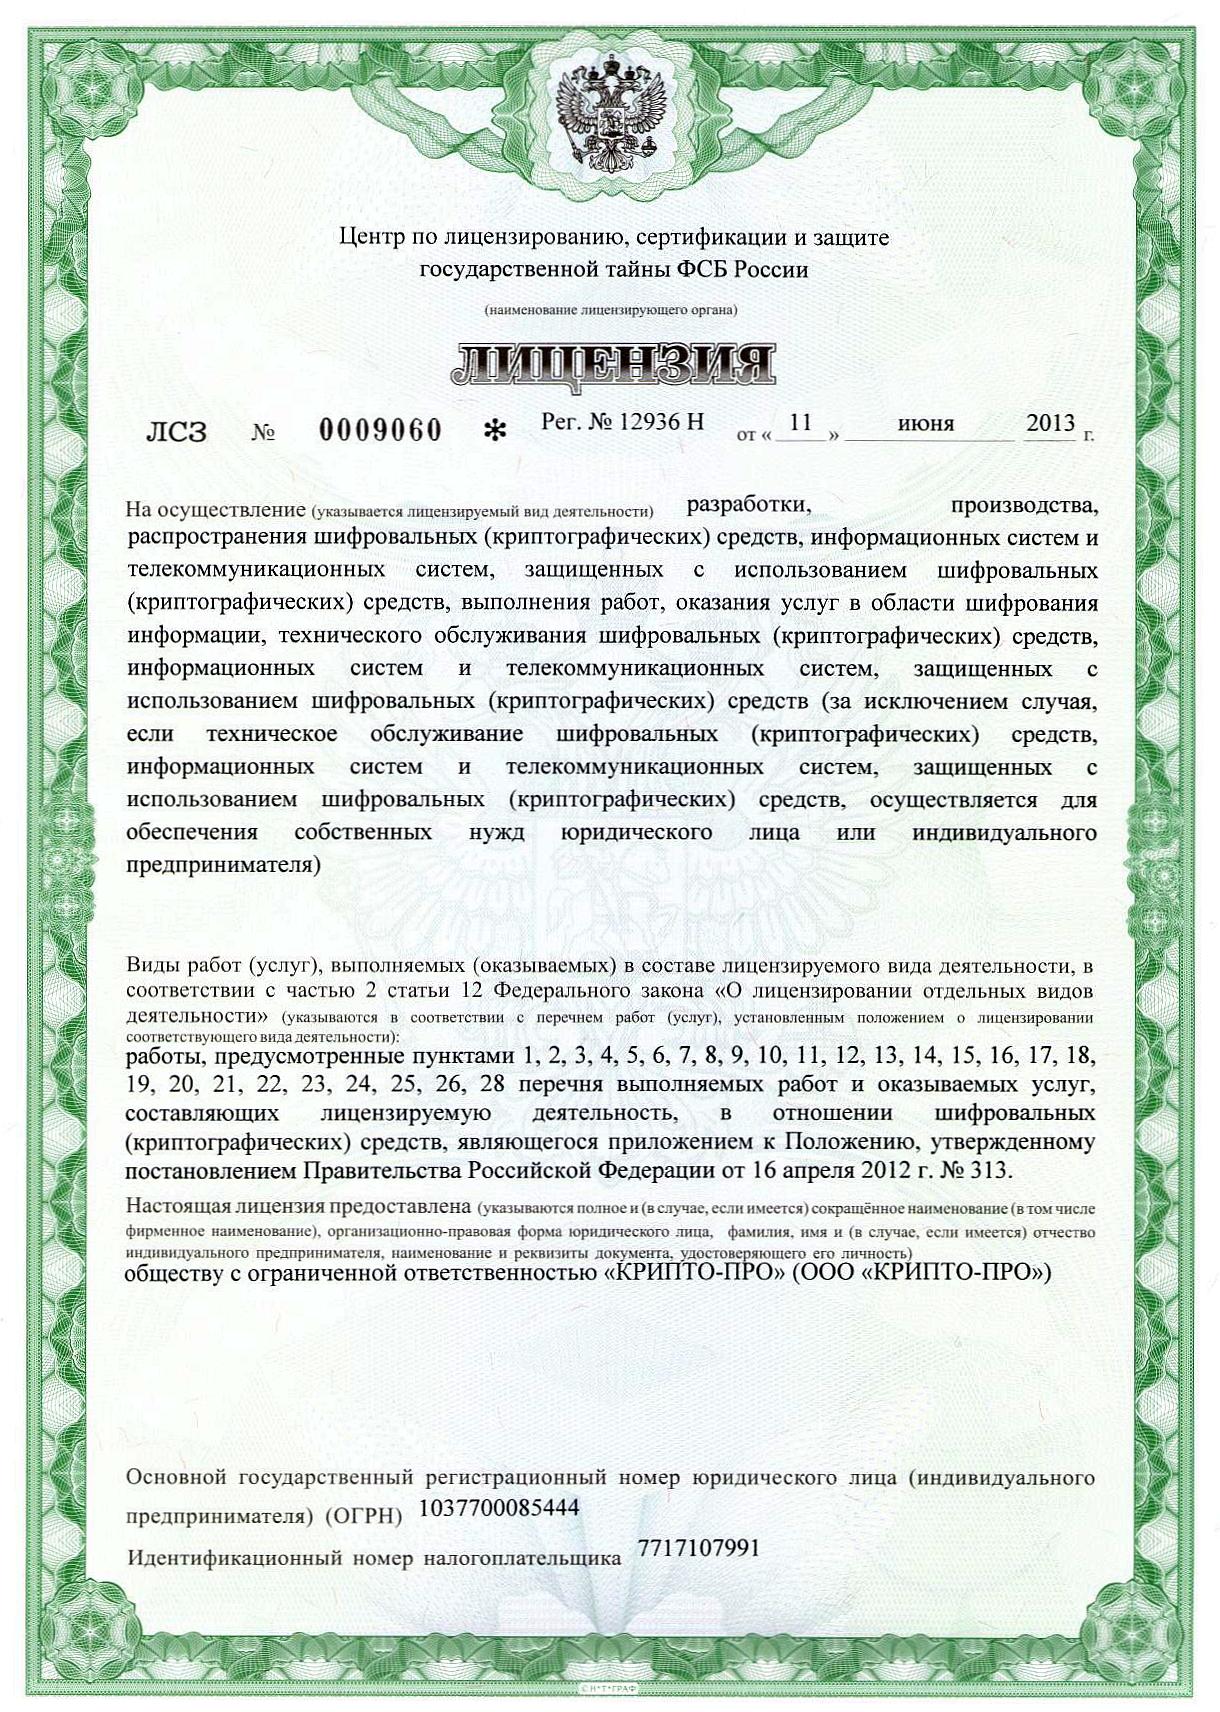 Центр по лицензированию, сертификации и защите
государственной тайны ФСБ России
(наименование лицензирующего органа)
ЛИЦЕНЗИЯ
ЛСЗ № 0009060 * Рег. № 12936 Н от « 11 » июня 2013 г.
На осуществление (указывается лицензируемый вид деятельности) разработки, производства,
распространения шифровальных (криптографических) средств, информационных систем и
телекоммуникационных систем, защищенных с использованием шифровальных
(криптографических) средств, выполнения работ, оказания услуг в области шифрования
информации, технического обслуживания шифровальных (криптографических) средств,
информационных систем и телекоммуникационных систем, защищенных с
использованием шифровальных (криптографических) средств (за исключением случая,
если техническое обслуживание шифровальных (криптографических) средств,
информационных систем и телекоммуникационных систем, защищенных с
использованием шифровальных (криптографических) средств, осуществляется для
обеспечения собственных нужд юридического лица или индивидуального
предпринимателя)
Виды работ (услуг), выполняемых (оказываемых) в составе лицензируемого вида деятельности, в
соответствии с частью 2 статьи 12 Федерального закона «О лицензировании отдельных видов
деятельности» (указываются в соответствии с перечнем работ (услуг), установленным положением о лицензировании
соответствующего вида деятельности):
работы, предусмотренные пунктами 1, 2, 3, 4, 5, 6, 7, 8, 9, 10, 11, 12, 13, 14, 15, 16, 17, 18,
19, 20, 21, 22, 23, 24, 25, 26, 28 перечня выполняемых работ и оказываемых услуг,
составляющих лицензируемую деятельность, в отношении шифровальных
(криптографических) средств, являющегося приложением к Положению, утвержденному
постановлением Правительства Российской Федерации от 16 апреля 2012 г. № 313.
Настоящая лицензия предоставлена (указываются полное и (в случае, если имеется) сокращённое наименование (в том числе
фирменное наименование), организационно-правовая форма юридического лица, фамилия, имя и (в случае, если имеется) отчество
индивидуального предпринимателя, наименование и реквизиты документа, удостоверяющего его личность)
обществу с ограниченной ответственностью «КРИПТО-ПРО» (ООО «КРИПТО-ПРО»)
Основной государственный регистрационный номер юридического лица (индивидуального
предпринимателя) (ОГРН) 1037700085444
Идентификационный номер налогоплательщика 7717107991
© Н*Т*ГРАФ